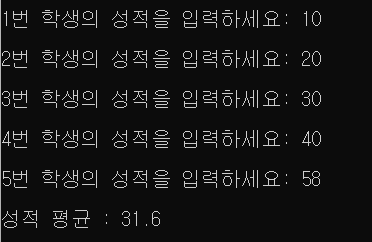 1번 학생의 성적을 입력하세요: 10
2번 학생의 성적을 입력하세요: 20
3번 학생의 성적을 입력하세요: 30
4번 학생의 성적을 입력하세요: 40
5번 학생의 성적을 입력하세요: 58
성적 평균 : 31.6